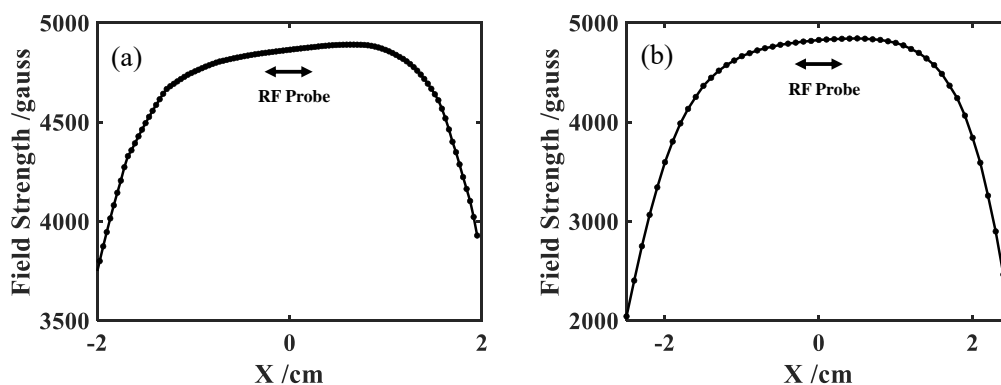 (a)
RF Probe
Field Strength /gauss
5000
4500
4000
3500
-2
0
2
X /cm
(b)
RF Probe
Field Strength /gauss
5000
4000
3000
2000
-2
0
2
X /cm